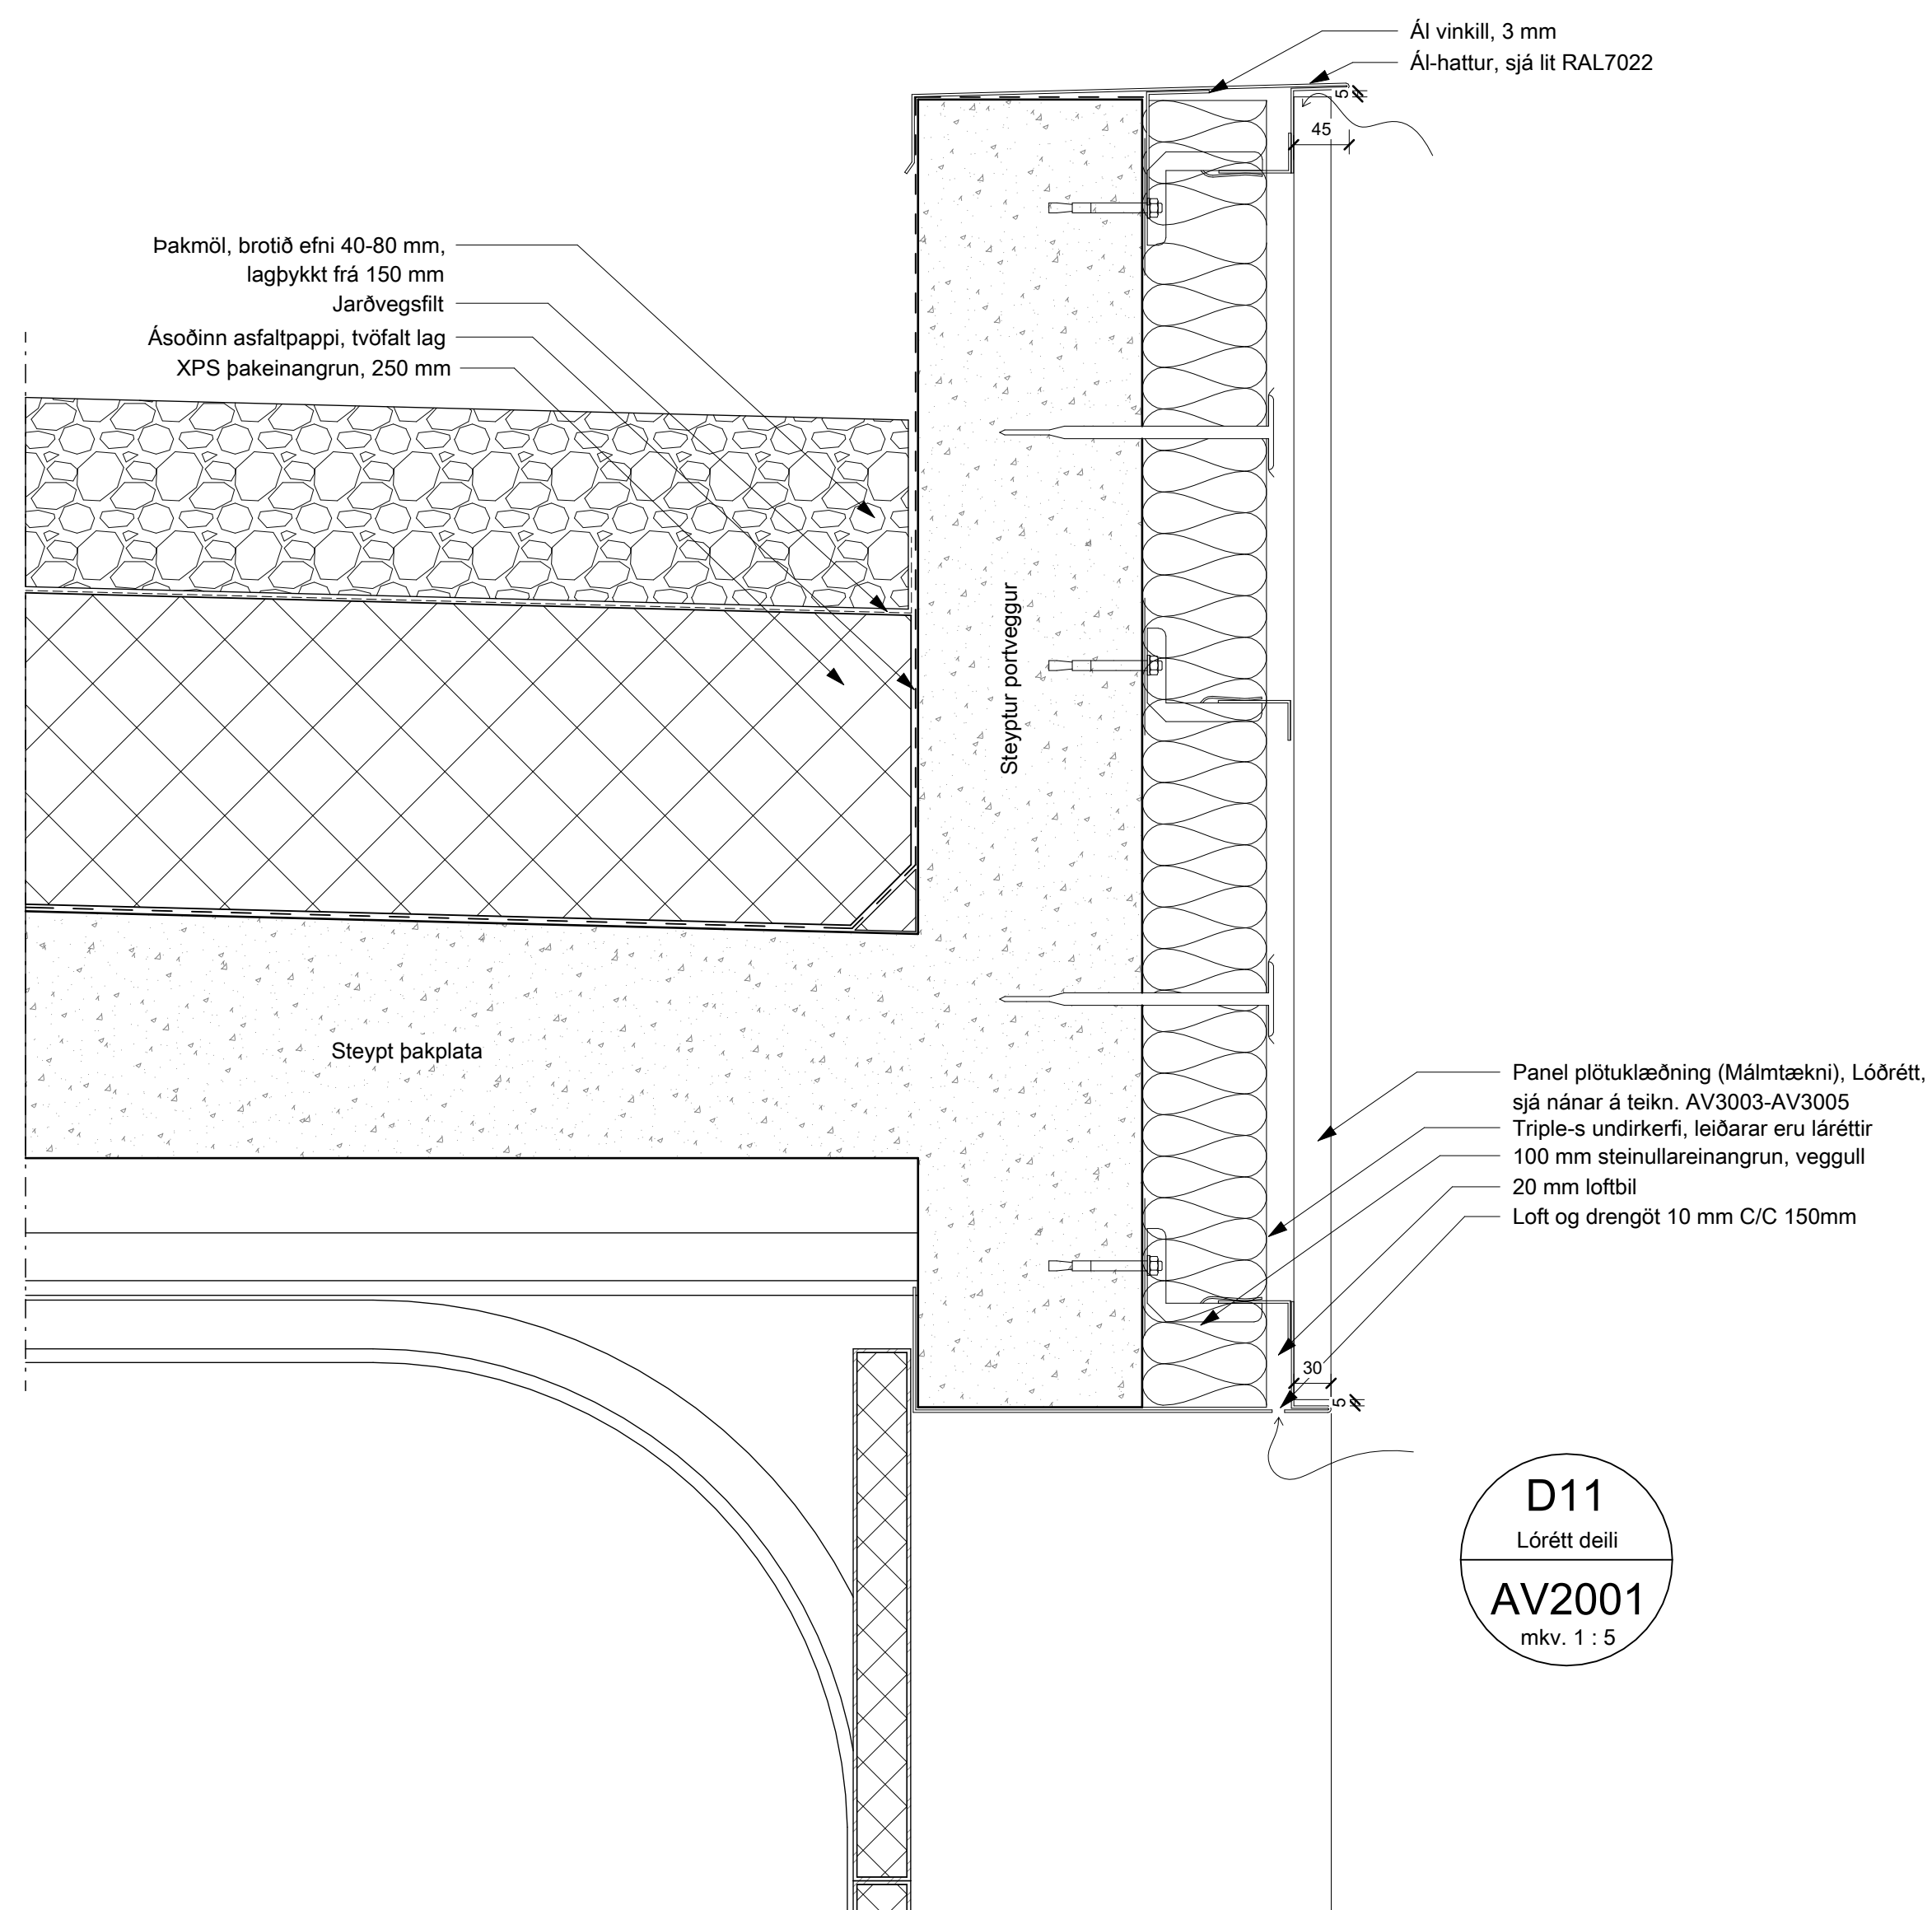 Ál vinkill, 3 mm
Ál-hattur, sjá lit RAL7022
5
45
Þakmöl, brotið efni 40-80 mm,
lagþykkt frá 150 mm
Jarðvegsfilt
Ásoðinn asfaltpappi, tvöfalt lag
XPS þakeinangrun, 250 mm
Steyptur portveggur
Steypt þakplata
Panel plötuklæðning (Málmtækni), Lóðrétt,
sjá nánar á teikn. AV3003-AV3005
Triple-s undirkerfi, leiðarar eru láréttir
100 mm steinullareinangrun, veggull
20 mm loftbil
Loft og drengöt 10 mm C/C 150mm
30
5
D11
Lórétt deili
AV2001
mkv. 1 : 5